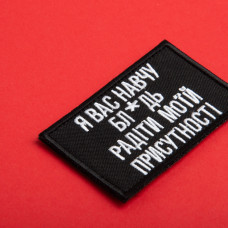 Я ВАС НАВЧУ
БЛ*ДЬ
РАДІТИ МОЇЙ
ПРИСУТНОСТІ